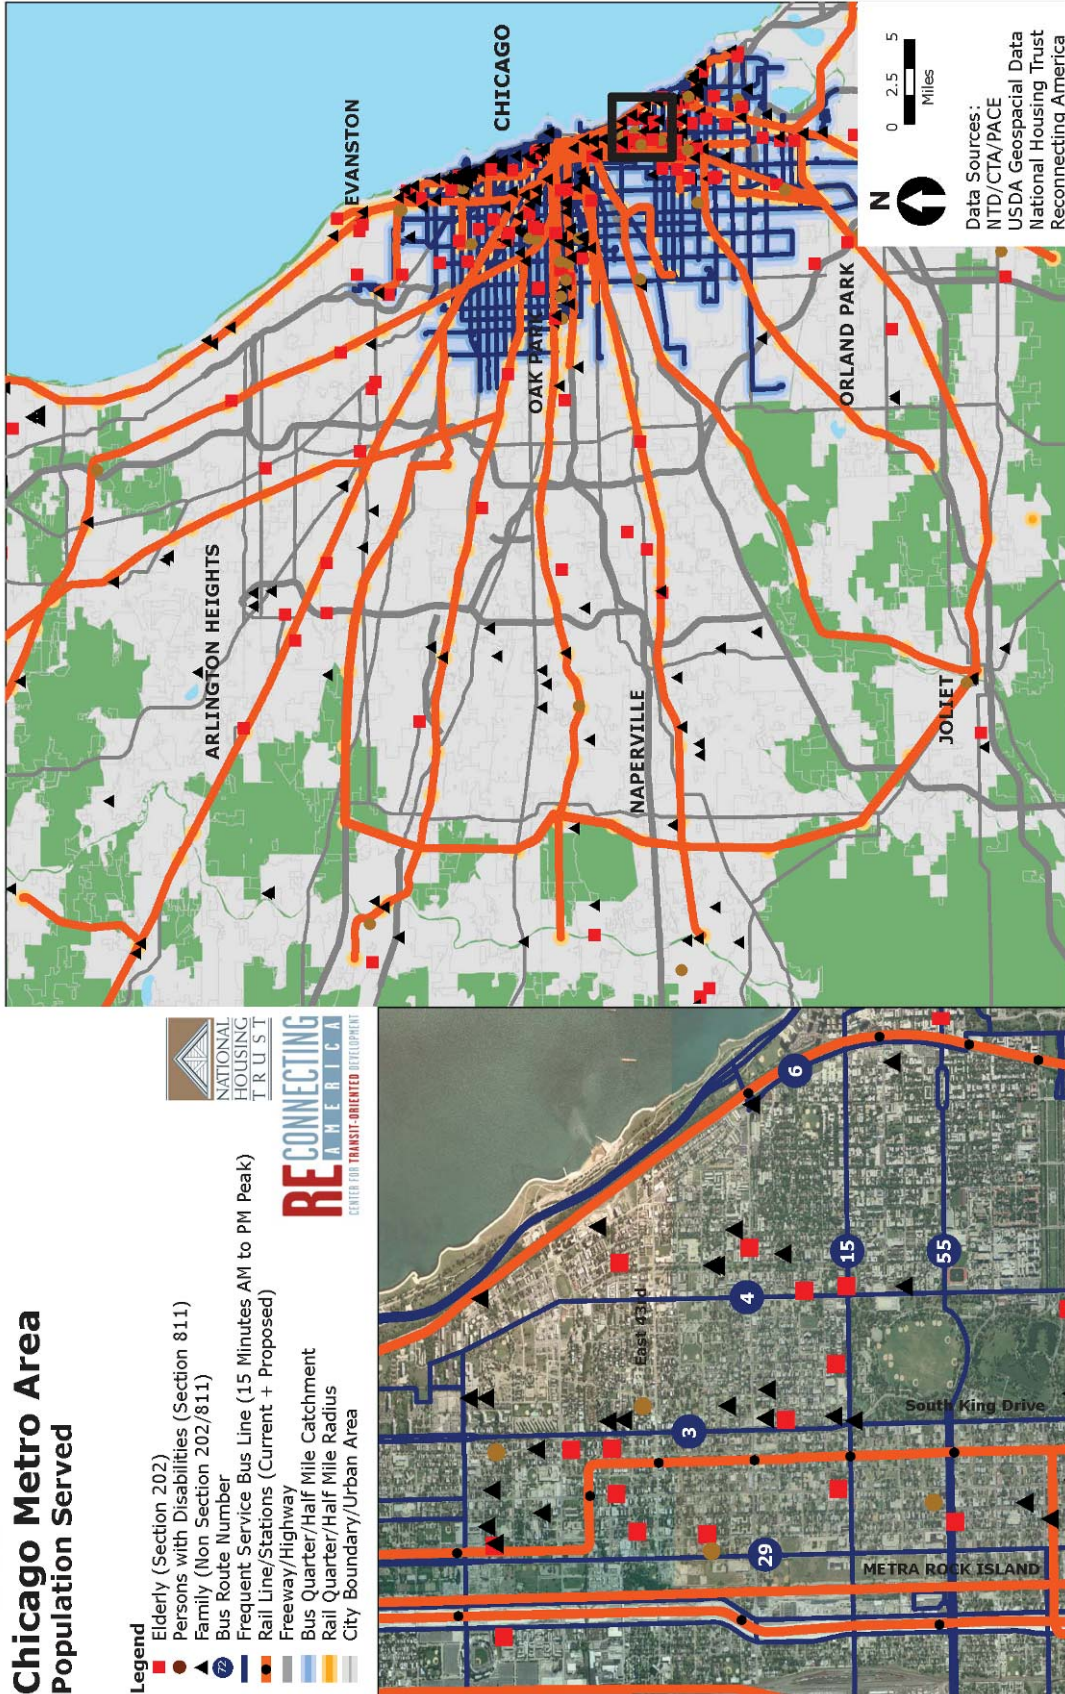 Chicago Metro Area
Population Served
Legend
Elderly (Section 202)
Persons with Disabilities (Section 811)
Family (Non Section 202/811)
72 Bus Route Number
Frequent Service Bus Line (15 Minutes AM to PM Peak)
Rail Line/Stations (Current + Proposed)
Freeway/Highway
Bus Quarter/Half Mile Catchment
Rail Quarter/Half Mile Radius
City Boundary/Urban Area
NATIONAL
HOUSING
TRUST
RECONNECTING
AMERICA
CENTER FOR TRANSIT-ORIENTED DEVELOPMENT
East 43rd
South King Drive
METRA ROCK ISLAND
3
4
6
15
29
55
EVANSTON
CHICAGO
ARLINGTON HEIGHTS
OAK PARK
NAPERVILLE
ORLAND PARK
JOLIET
N
0 2.5 5
Miles
Data Sources:
NTD/CTA/PACE
USDA Geospacial Data
National Housing Trust
Reconnecting America